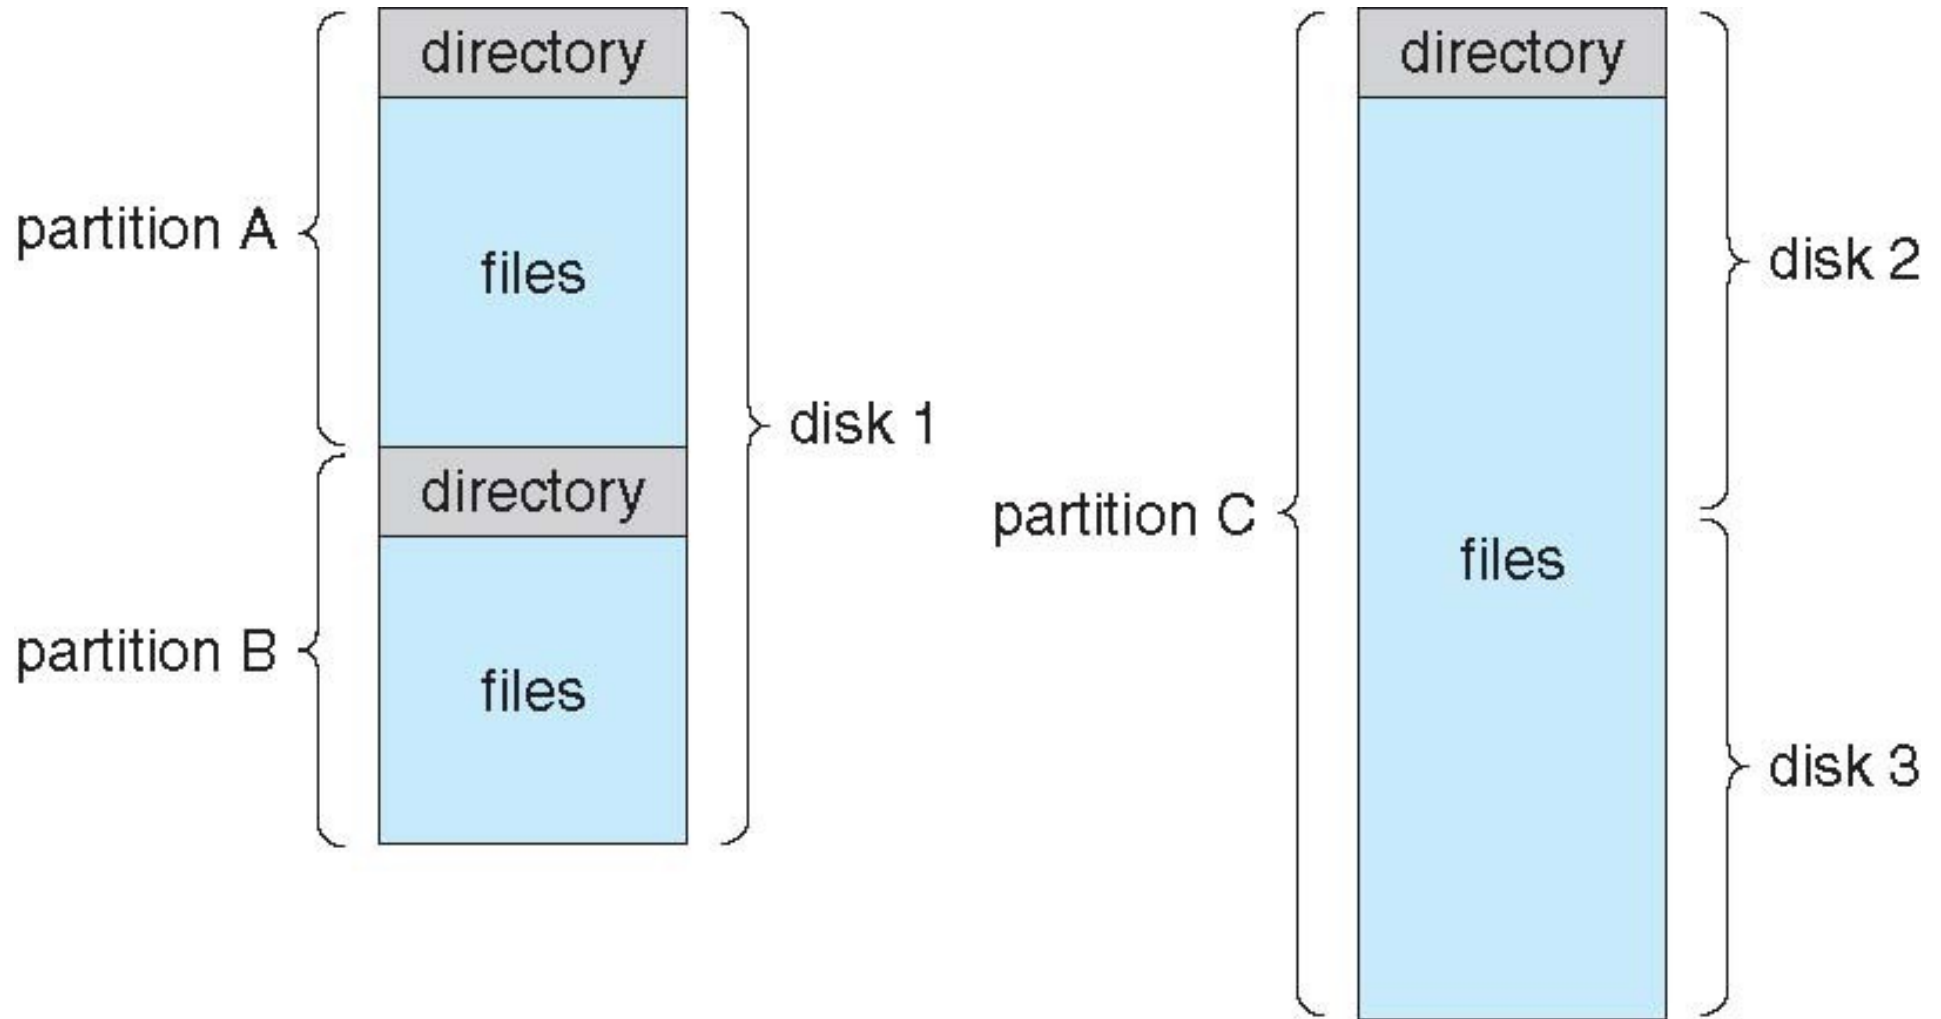 directory
partition A
files
disk 1
directory
partition B
files
directory
disk 2
partition C
files
disk 3